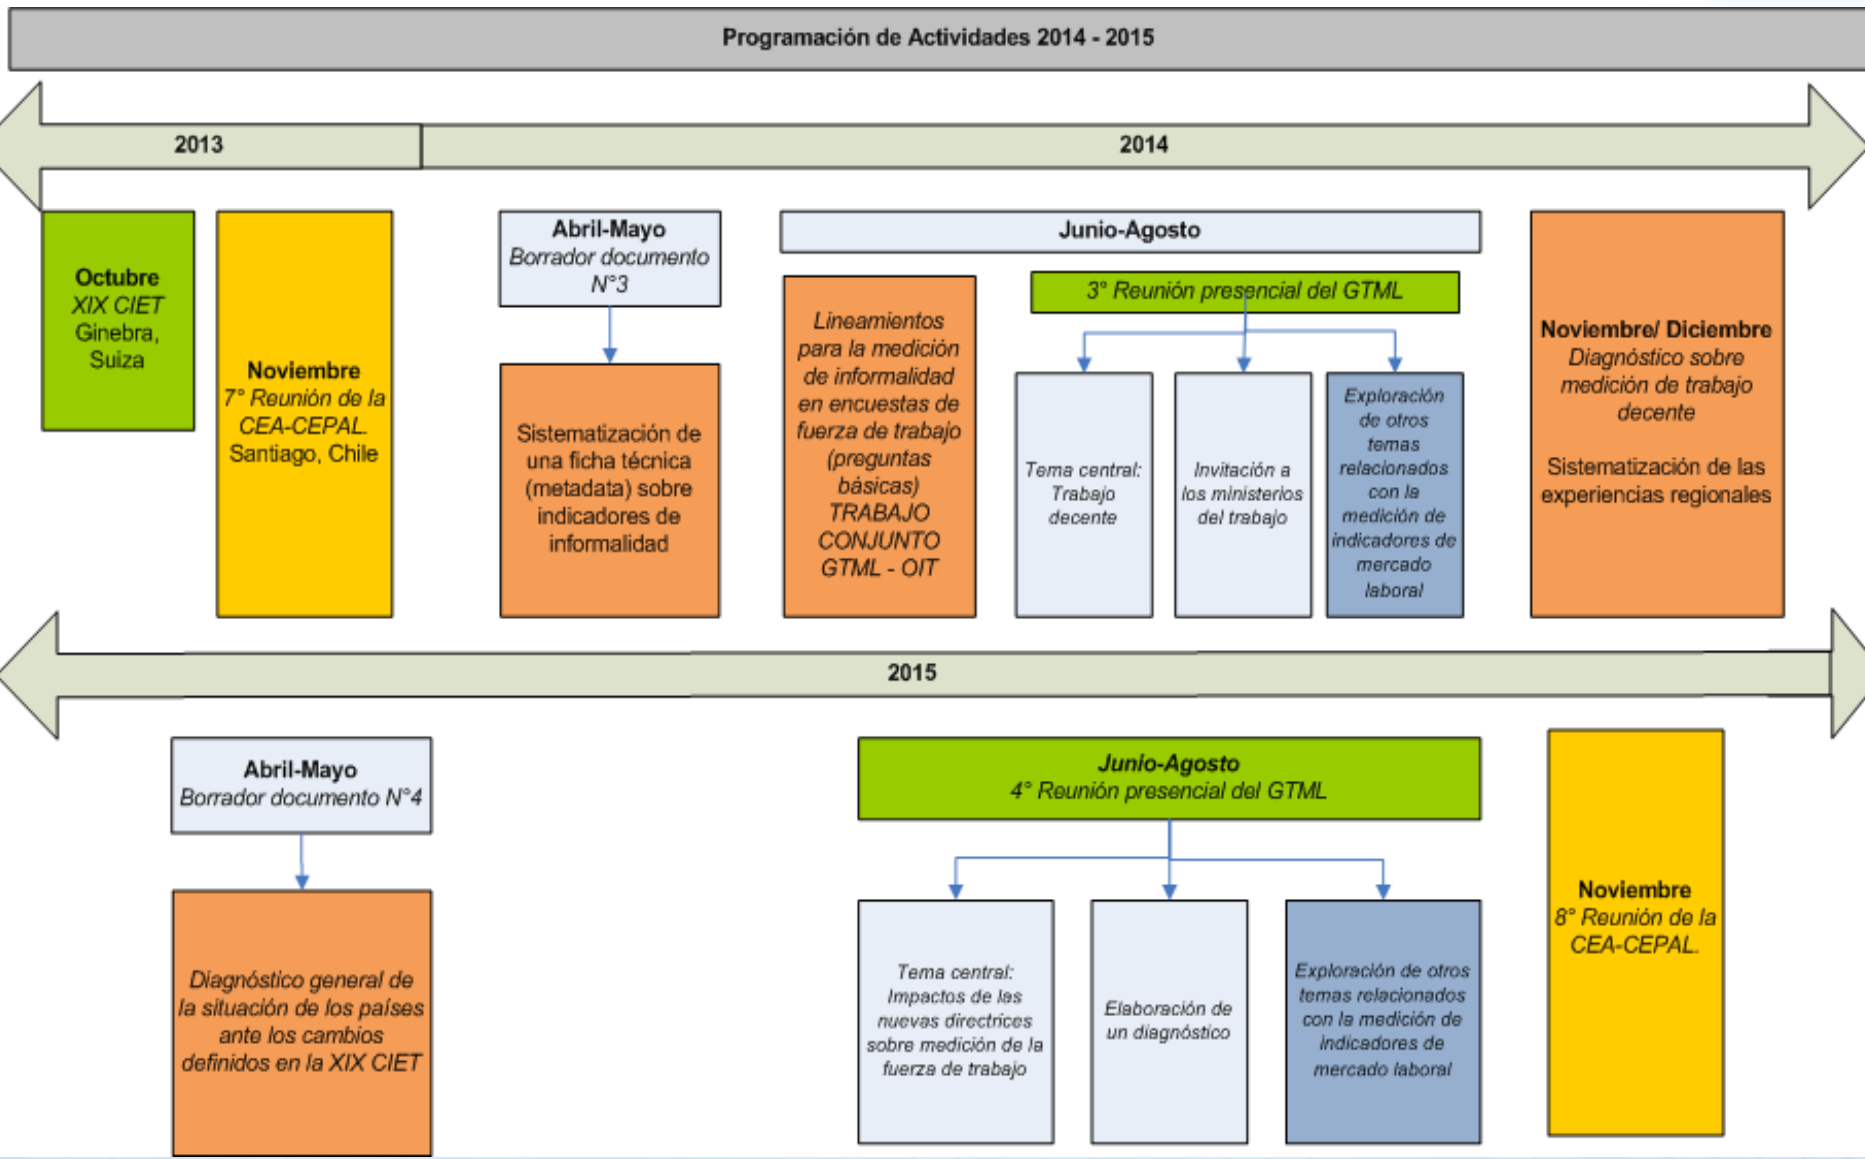 Programación de Actividades 2014 - 2015
2013
2014
Octubre
XIX CIET
Ginebra,
Suiza
Noviembre
7° Reunión de la
CEA-CEPAL.
Santiago, Chile
Abril-Mayo
Borrador documento
N°3
Sistematización de
una ficha técnica
(metadata) sobre
indicadores de
informalidad
Junio-Agosto
Lineamientos
para la medición
de informalidad
en encuestas de
fuerza de trabajo
(preguntas
básicas)
TRABAJO
CONJUNTO
GTML - OIT
3° Reunión presencial del GTML
Tema central:
Trabajo
decente
Invitación a
los ministerios
del trabajo
Exploración
de otros
temas
relacionados
con la
medición de
indicadores de
mercado
laboral
Noviembre/ Diciembre
Diagnóstico sobre
medición de trabajo
decente
Sistematización de las
experiencias regionales
2015
Abril-Mayo
Borrador documento N°4
Diagnóstico general de
la situación de los países
ante los cambios
definidos en la XIX CIET
Junio-Agosto
4° Reunión presencial del GTML
Tema central:
Impactos de las
nuevas directrices
sobre medición de la
fuerza de trabajo
Elaboración de
un diagnóstico
Exploración de otros
temas relacionados
con la medición de
indicadores de
mercado laboral
Noviembre
8° Reunión de la
CEA-CEPAL.